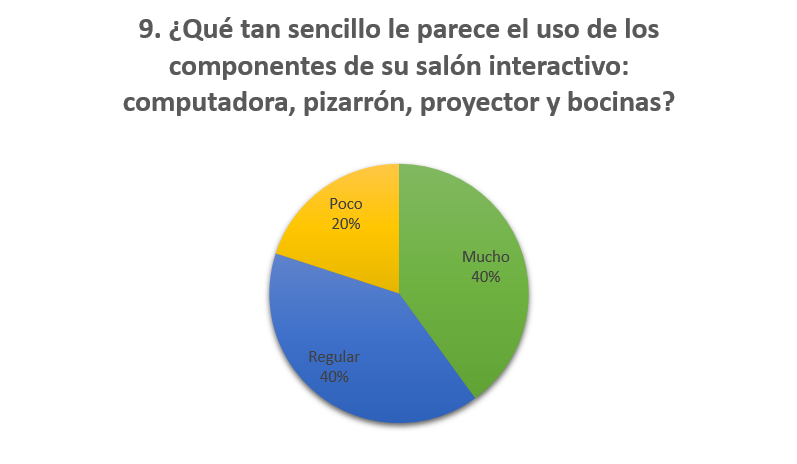 9. ¿Qué tan sencillo le parece el uso de los
componentes de su salón interactivo:
computadora, pizarrón, proyector y bocinas?
Poco
20%
Mucho
40%
Regular
40%